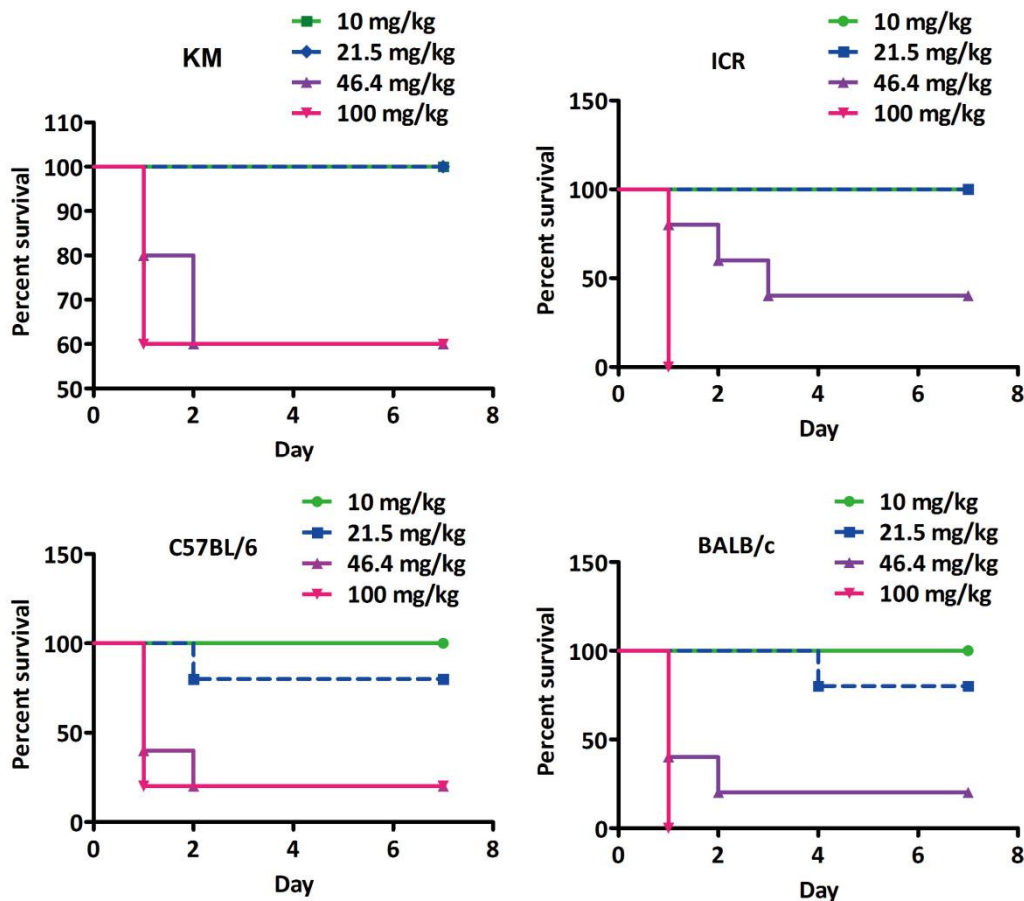 KM
10 mg/kg
21.5 mg/kg
46.4 mg/kg
100 mg/kg
110
100
90
80
70
60
50
Percent survival
0 2 4 6 8
Day
ICR
10 mg/kg
21.5 mg/kg
46.4 mg/kg
100 mg/kg
150
100
50
0
Percent survival
0 2 4 6 8
Day
C57BL/6
10 mg/kg
21.5 mg/kg
46.4 mg/kg
100 mg/kg
150
100
50
0
Percent survival
0 2 4 6 8
Day
BALB/c
10 mg/kg
21.5 mg/kg
46.4 mg/kg
100 mg/kg
150
100
50
0
Percent survival
0 2 4 6 8
Day